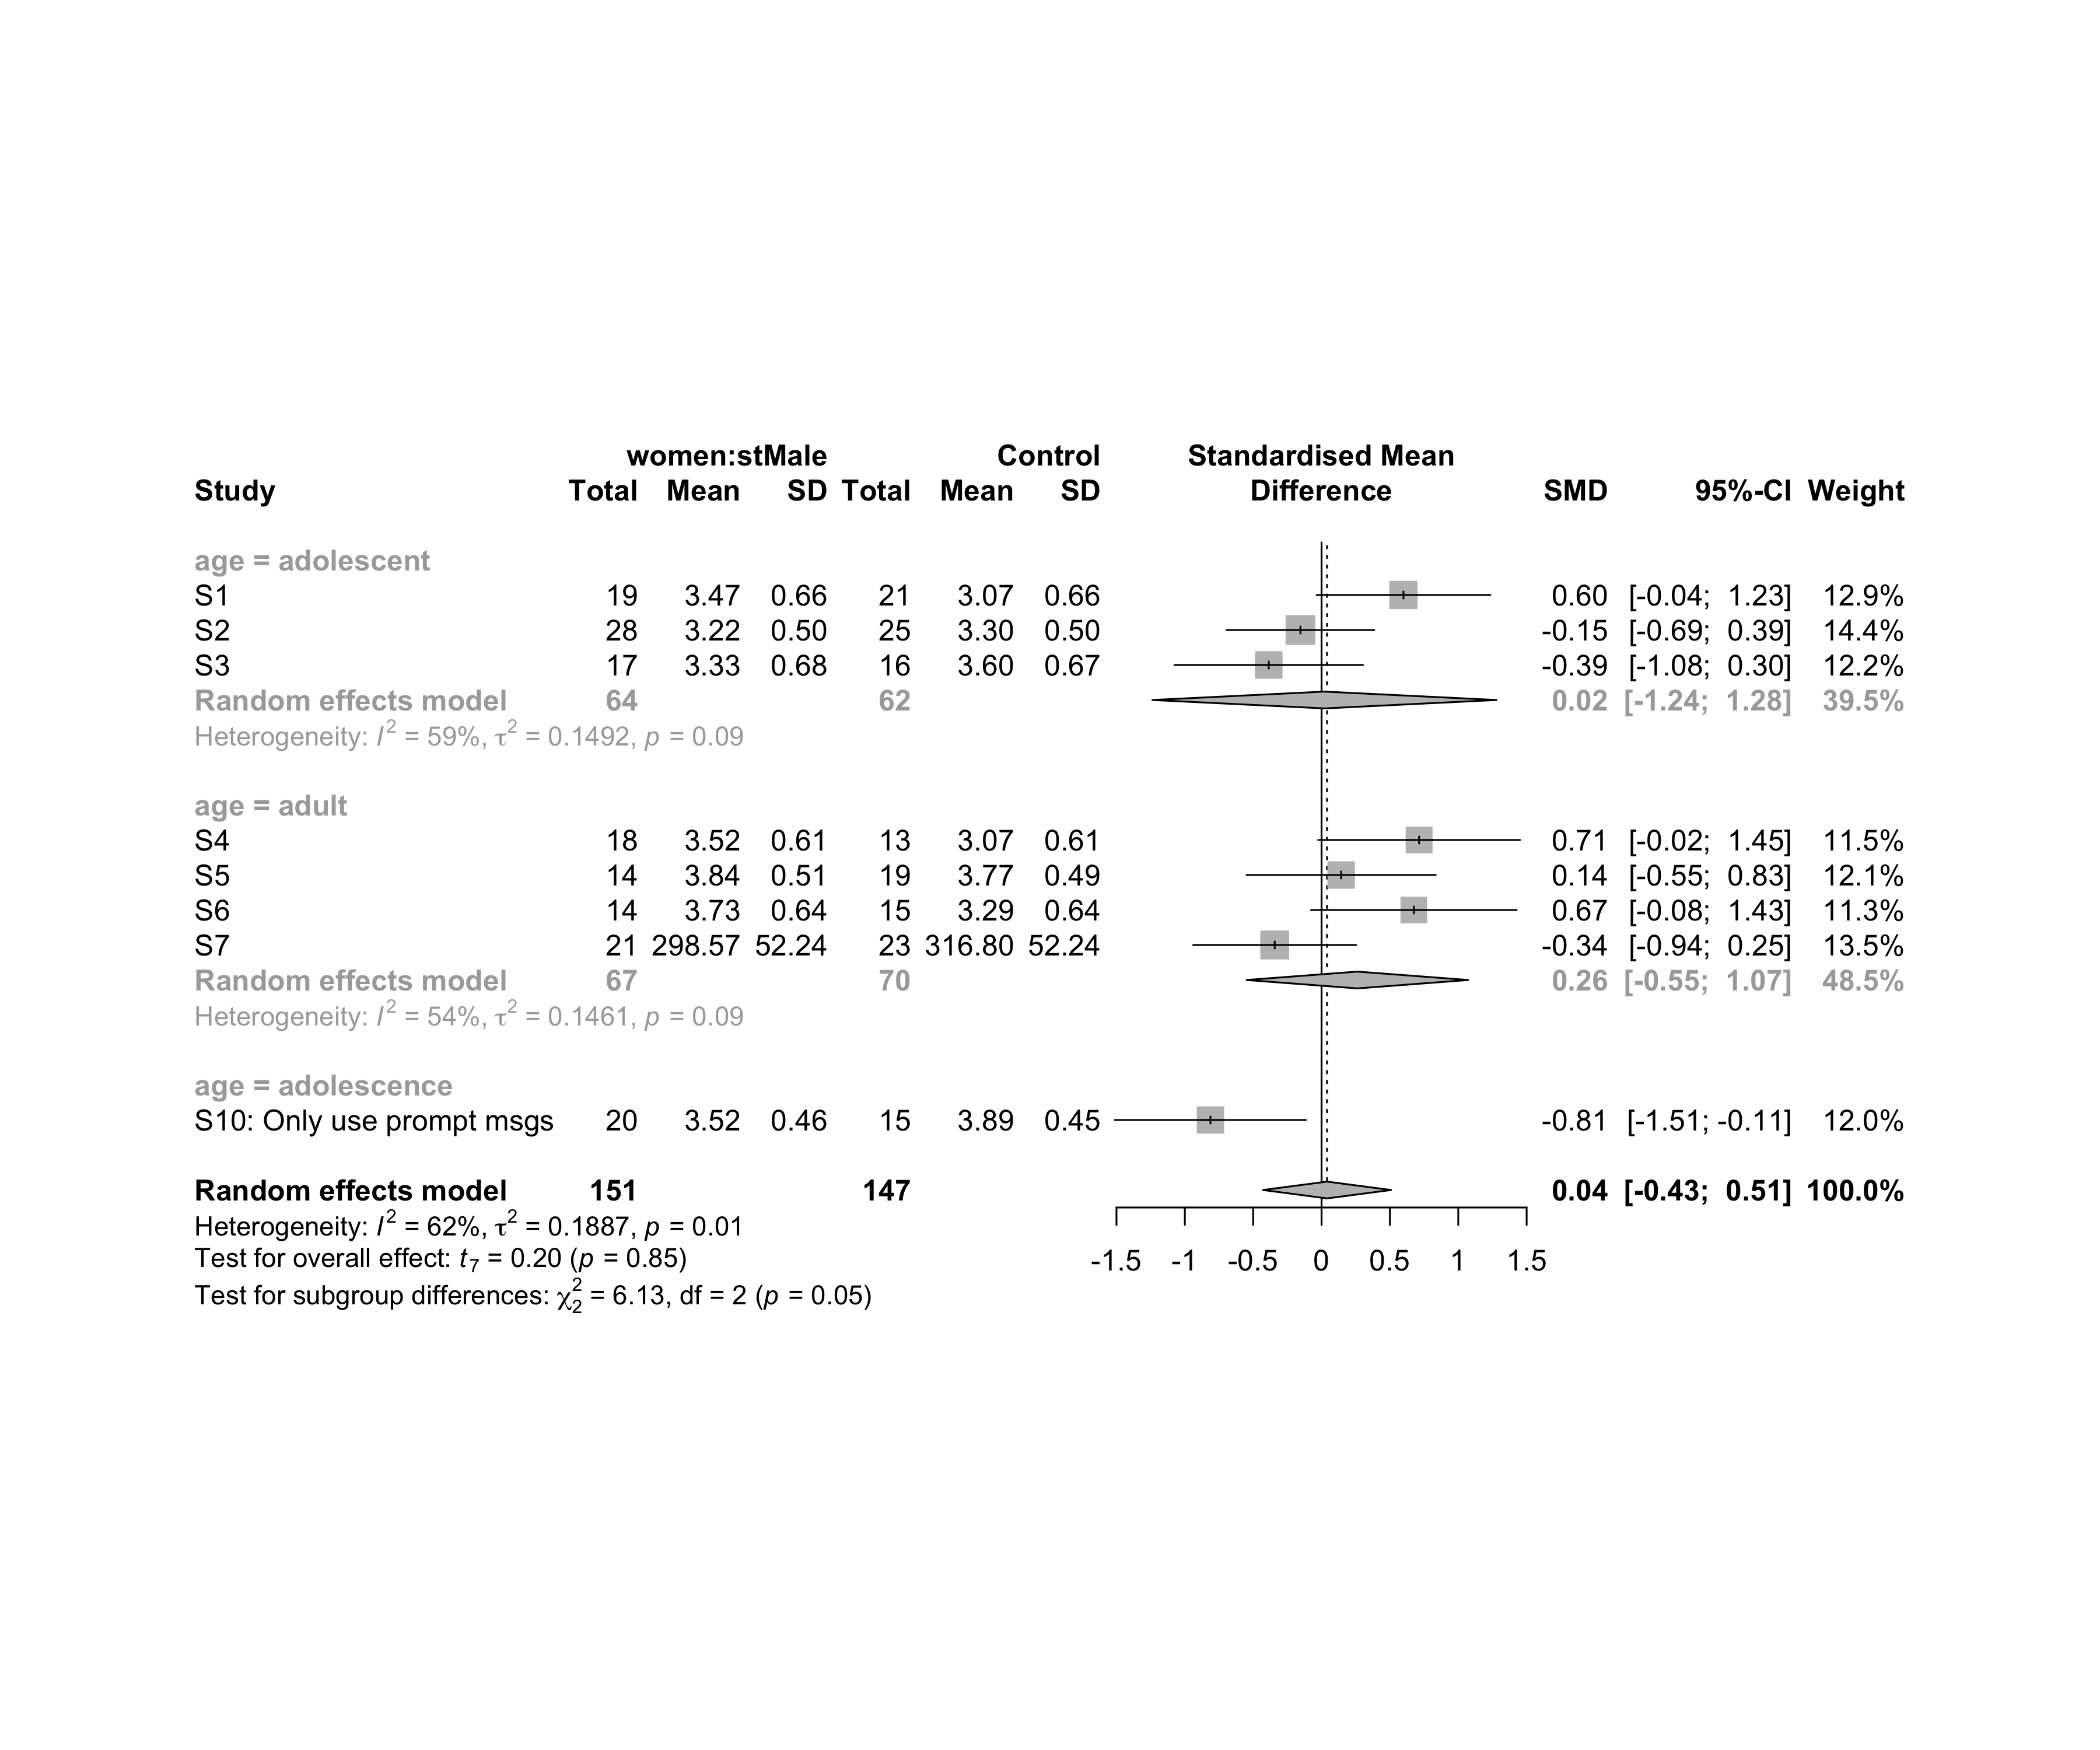 women:stMale Control Standardised Mean
Study Total Mean SD Total Mean SD Difference SMD 95%-CI Weight
age = adolescent
S1 19 3.47 0.66 21 3.07 0.66 0.60 [-0.04; 1.23] 12.9%
S2 28 3.22 0.50 25 3.30 0.50 -0.15 [-0.69; 0.39] 14.4%
S3 17 3.33 0.68 16 3.60 0.67 -0.39 [-1.08; 0.30] 12.2%
Random effects model 64 62 0.02 [-1.24; 1.28] 39.5%
Heterogeneity: I² = 59%, τ² = 0.1492, p = 0.09
age = adult
S4 18 3.52 0.61 13 3.07 0.61 0.71 [-0.02; 1.45] 11.5%
S5 14 3.84 0.51 19 3.77 0.49 0.14 [-0.55; 0.83] 12.1%
S6 14 3.73 0.64 15 3.29 0.64 0.67 [-0.08; 1.43] 11.3%
S7 21 298.57 52.24 23 316.80 52.24 -0.34 [-0.94; 0.25] 13.5%
Random effects model 67 70 0.26 [-0.55; 1.07] 48.5%
Heterogeneity: I² = 54%, τ² = 0.1461, p = 0.09
age = adolescence
S10: Only use prompt msgs 20 3.52 0.46 15 3.89 0.45 -0.81 [-1.51; -0.11] 12.0%
Random effects model 151 147 0.04 [-0.43; 0.51] 100.0%
Heterogeneity: I² = 62%, τ² = 0.1887, p = 0.01
Test for overall effect: t₇ = 0.20 (p = 0.85)
-1.5 -1 -0.5 0 0.5 1 1.5
Test for subgroup differences: χ²₂ = 6.13, df = 2 (p = 0.05)